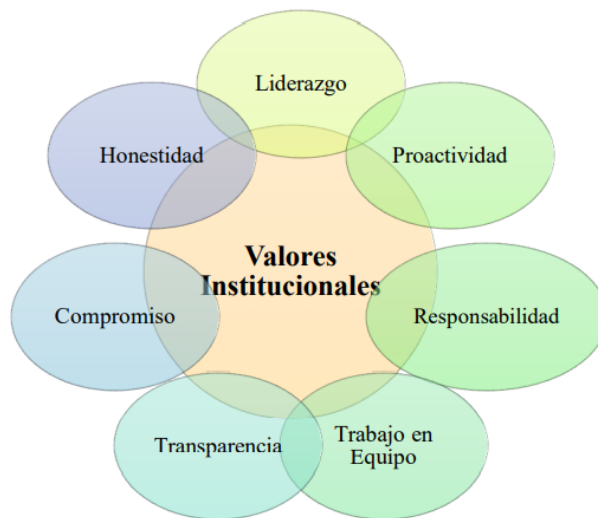 Liderazgo
Honestidad
Proactividad
Valores
Institucionales
Compromiso
Responsabilidad
Transparencia
Trabajo en
Equipo